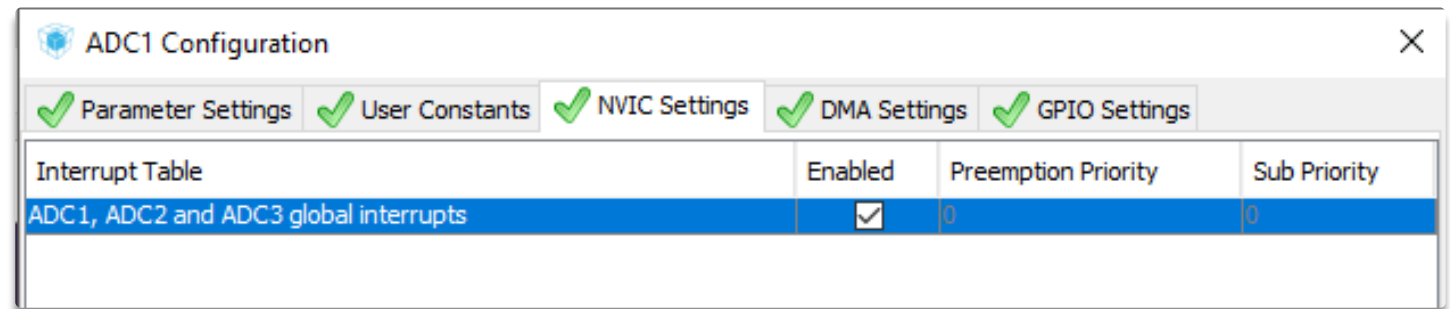 ADC1 Configuration
Parameter Settings User Constants NVIC Settings DMA Settings GPIO Settings
Interrupt Table Enabled Preemption Priority Sub Priority
ADC1, ADC2 and ADC3 global interrupts 0 0